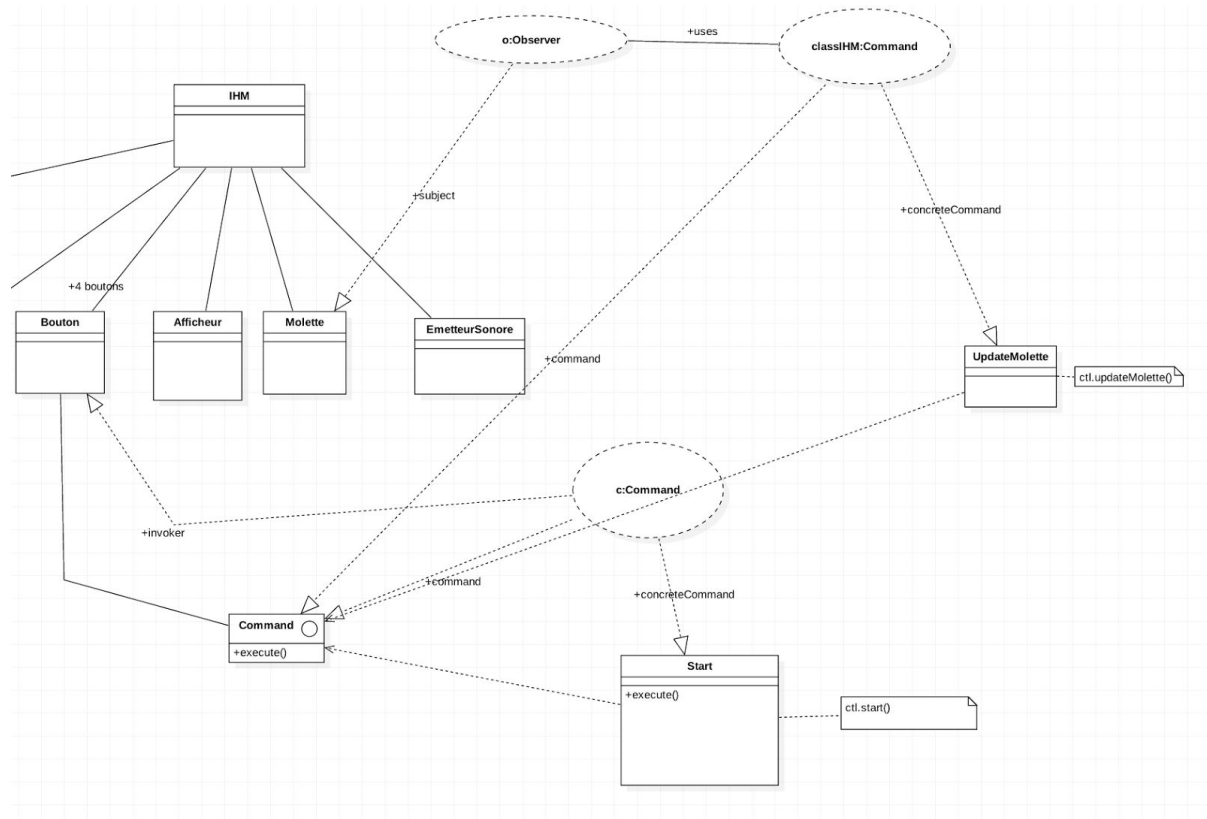 o:Observer
+uses
classIHM:Command
IHM
+subject
+concreteCommand
+4 boutons
Bouton
Afficheur
Molette
EmetteurSonore
+command
UpdateMolette
ctl.updateMolette()
c:Command
+invoker
+command
+concreteCommand
Command
+execute()
Start
+execute()
ctl.start()